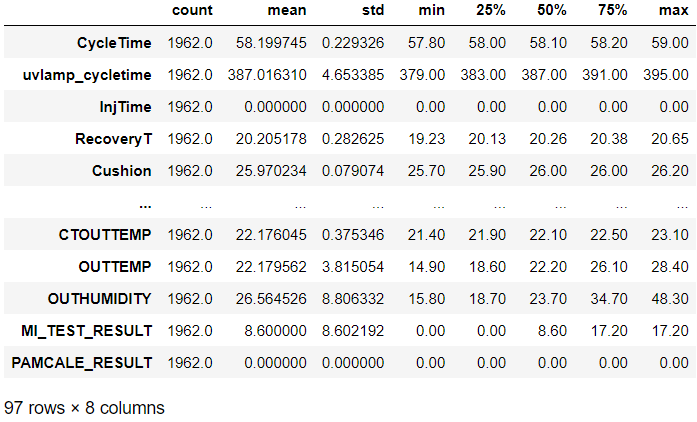 count mean std min 25% 50% 75% max
CycleTime 1962.0 58.199745 0.229326 57.80 58.00 58.10 58.20 59.00
uvlamp_cycletime 1962.0 387.016310 4.653385 379.00 383.00 387.00 391.00 395.00
InjTime 1962.0 0.000000 0.000000 0.00 0.00 0.00 0.00 0.00
RecoveryT 1962.0 20.205178 0.282625 19.23 20.13 20.26 20.38 20.65
Cushion 1962.0 25.970234 0.079074 25.70 25.90 26.00 26.00 26.20
... ... ... ... ... ... ... ... ...
CTOUTTEMP 1962.0 22.176045 0.375346 21.40 21.90 22.10 22.50 23.10
OUTTEMP 1962.0 22.179562 3.815054 14.90 18.60 22.20 26.10 28.40
OUTHUMIDITY 1962.0 26.564526 8.806332 15.80 18.70 23.70 34.70 48.30
MI_TEST_RESULT 1962.0 8.600000 8.602192 0.00 0.00 8.60 17.20 17.20
PAMCALE_RESULT 1962.0 0.000000 0.000000 0.00 0.00 0.00 0.00 0.00
97 rows × 8 columns